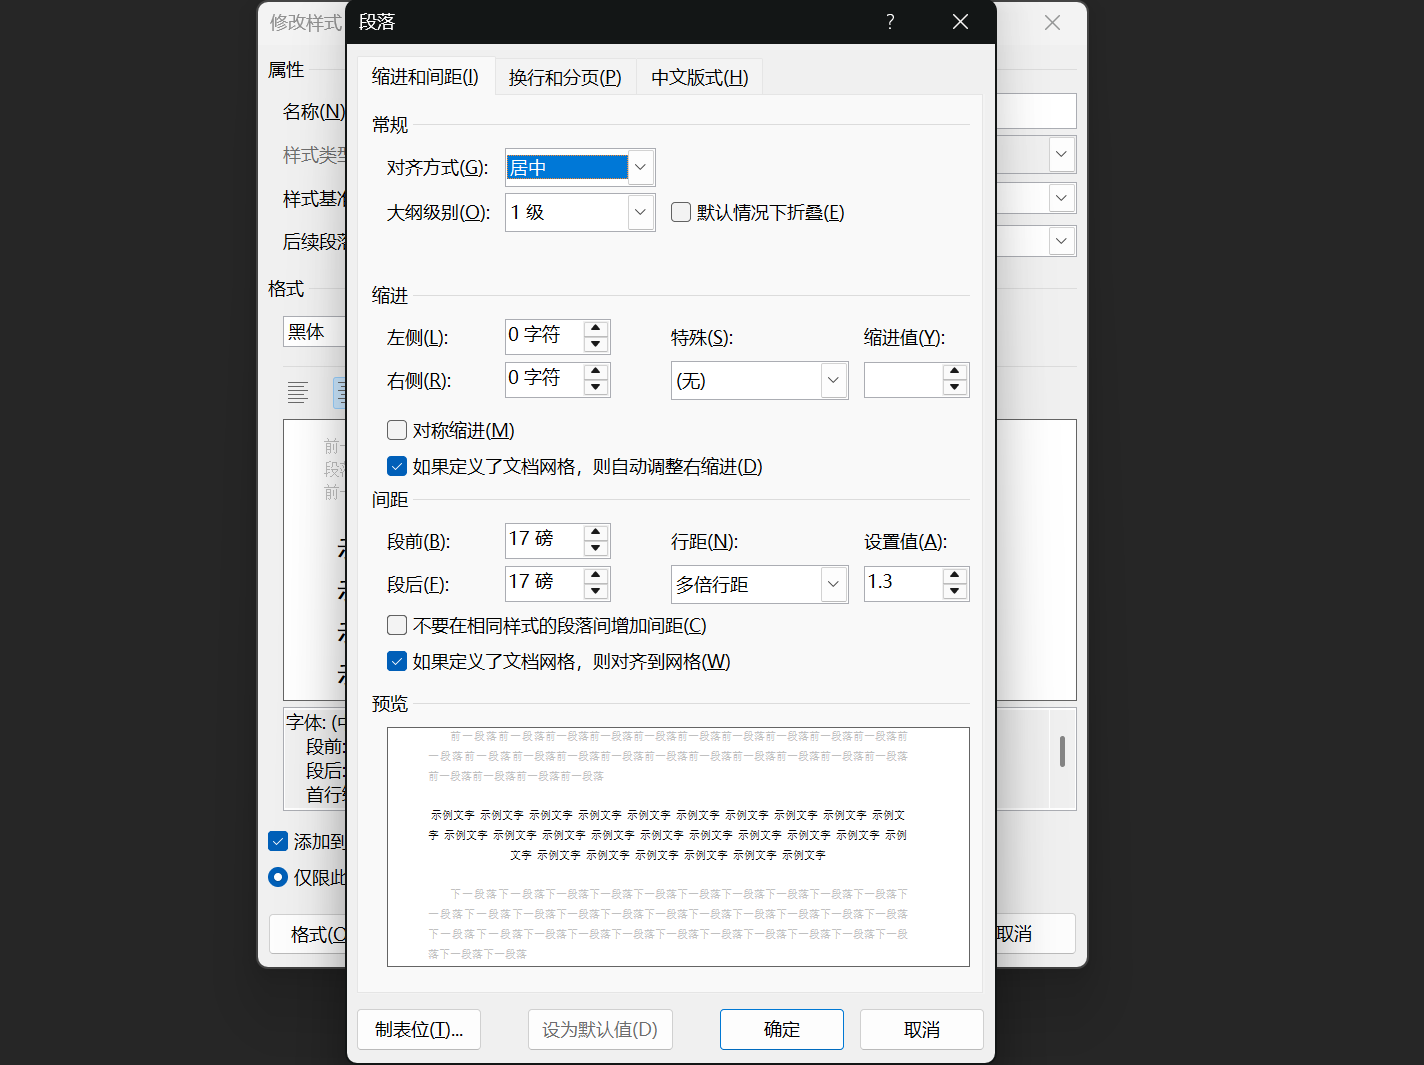 修改样式
段落
?
属性
名称(N)
样式类型
样式基准
后续段落
格式
黑体
缩进和间距(I)
换行和分页(P)
中文版式(H)
常规
对齐方式(G):
居中
大纲级别(O):
1 级
默认情况下折叠(E)
缩进
左侧(L):
0 字符
特殊(S):
缩进值(Y):
右侧(R):
0 字符
(无)
对称缩进(M)
如果定义了文档网格，则自动调整右缩进(D)
间距
段前(B):
17 磅
行距(N):
设置值(A):
段后(F):
17 磅
多倍行距
1.3
不要在相同样式的段落间增加间距(C)
如果定义了文档网格，则对齐到网格(W)
预览
前一段落前一段落前一段落前一段落前一段落前一段落前一段落前一段落前一段落前
一段落前一段落前一段落前一段落前一段落前一段落前一段落前一段落前一段落前一段落
前一段落前一段落前一段落前一段落
示例文字 示例文字 示例文字 示例文字 示例文字 示例文字 示例文字 示例文字 示例文字 示例文
字 示例文字 示例文字 示例文字 示例文字 示例文字 示例文字 示例文字 示例文字 示例文字 示例
文字 示例文字 示例文字 示例文字 示例文字 示例文字 示例文字
下一段落下一段落下一段落下一段落下一段落下一段落下一段落下一段落下一段落下
一段落下一段落下一段落下一段落下一段落下一段落下一段落下一段落下一段落下一段落
下一段落下一段落下一段落下一段落下一段落下一段落下一段落下一段落下一段落下一段
落下一段落下一段落
制表位(T)...
设为默认值(D)
确定
取消
前一
段落
前一
字体: (中
段前:
段后:
首行缩
添加到
仅限此
格式(O
取消